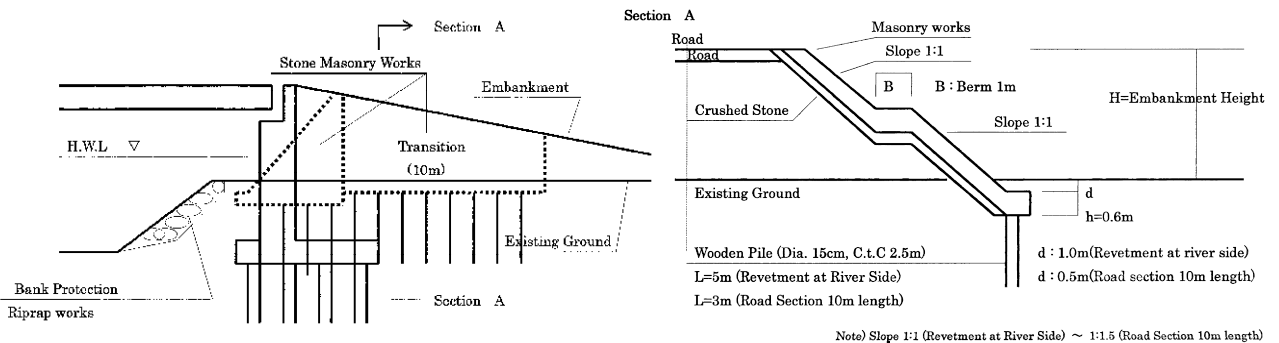 Section A
Stone Masonry Works
Embankment
H.W.L ▽
Transition
(10m)
Existing Ground
Bank Protection
Riprap works
Section A
Section A
Road
Road
Masonry works
Slope 1:1
B
B : Berm 1m
H=Embankment Height
Crushed Stone
Slope 1:1
Existing Ground
d
h=0.6m
Wooden Pile (Dia. 15cm, C.t.C 2.5m)
L=5m (Revetment at River Side)
L=3m (Road Section 10m length)
d : 1.0m(Revetment at river side)
d : 0.5m(Road section 10m length)
Note) Slope 1:1 (Revetment at River Side) ～ 1:1.5 (Road Section 10m length)